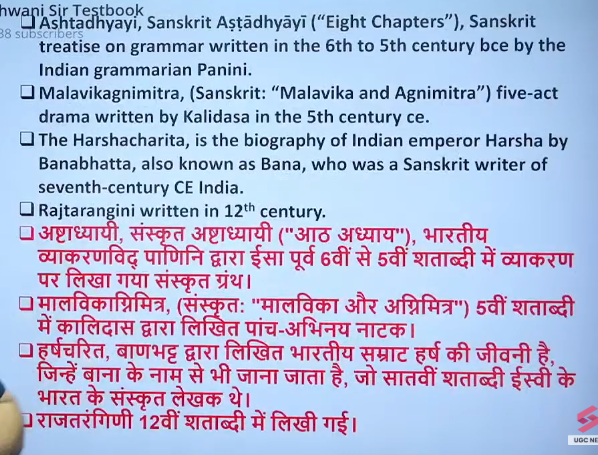 hwani Sir Testbook
38 subscribers
❑Ashtadhyayi, Sanskrit Aṣṭādhyāyī (“Eight Chapters”), Sanskrit
treatise on grammar written in the 6th to 5th century bce by the
Indian grammarian Panini.
❑Malavikagnimitra, (Sanskrit: “Malavika and Agnimitra”) five-act
drama written by Kalidasa in the 5th century ce.
❑The Harshacharita, is the biography of Indian emperor Harsha by
Banabhatta, also known as Bana, who was a Sanskrit writer of
seventh-century CE India.
❑Rajtarangini written in 12th century.
❑अष्टाध्यायी, संस्कृत अष्टाध्यायी ("आठ अध्याय"), भारतीय
व्याकरणविद् पाणिनि द्वारा ईसा पूर्व 6वीं से 5वीं शताब्दी में व्याकरण
पर लिखा गया संस्कृत ग्रंथ।
❑मालविकाग्निमित्र, (संस्कृत: "मालविका और अग्निमित्र") 5वीं शताब्दी
में कालिदास द्वारा लिखित पांच-अभिनय नाटक।
❑हर्षचरित, बाणभट्ट द्वारा लिखित भारतीय सम्राट हर्ष की जीवनी है,
जिन्हें बाना के नाम से भी जाना जाता है, जो सातवीं शताब्दी ईस्वी के
भारत के संस्कृत लेखक थे।
❑राजतरंगिणी 12वीं शताब्दी में लिखी गई।
UGC NE